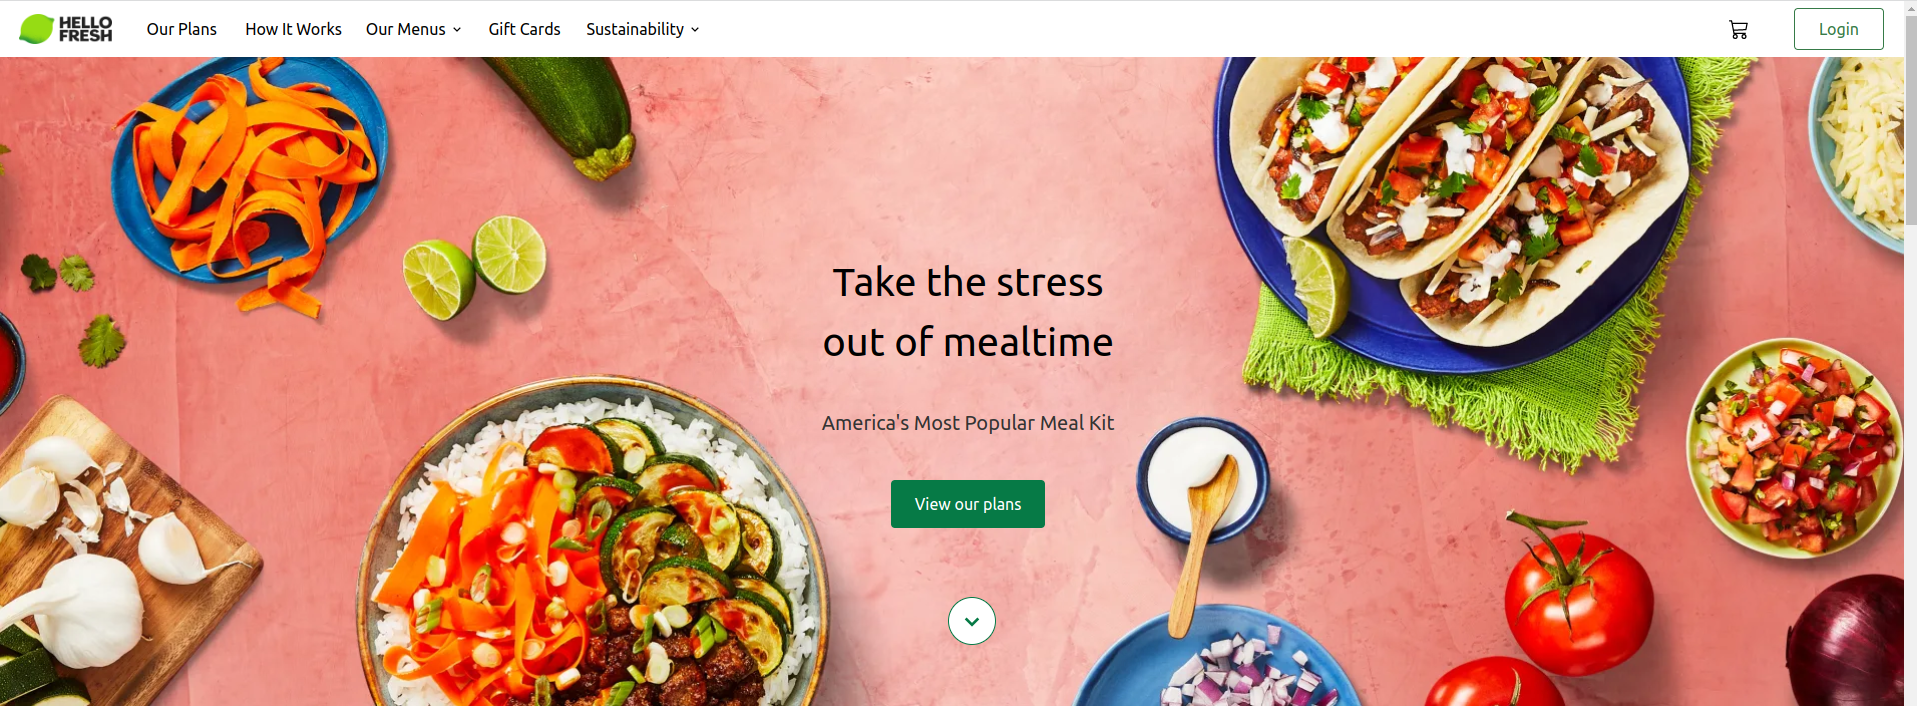 HELLO
FRESH
Our Plans
How It Works
Our Menus
Gift Cards
Sustainability
Login
Take the stress
out of mealtime
America's Most Popular Meal Kit
View our plans